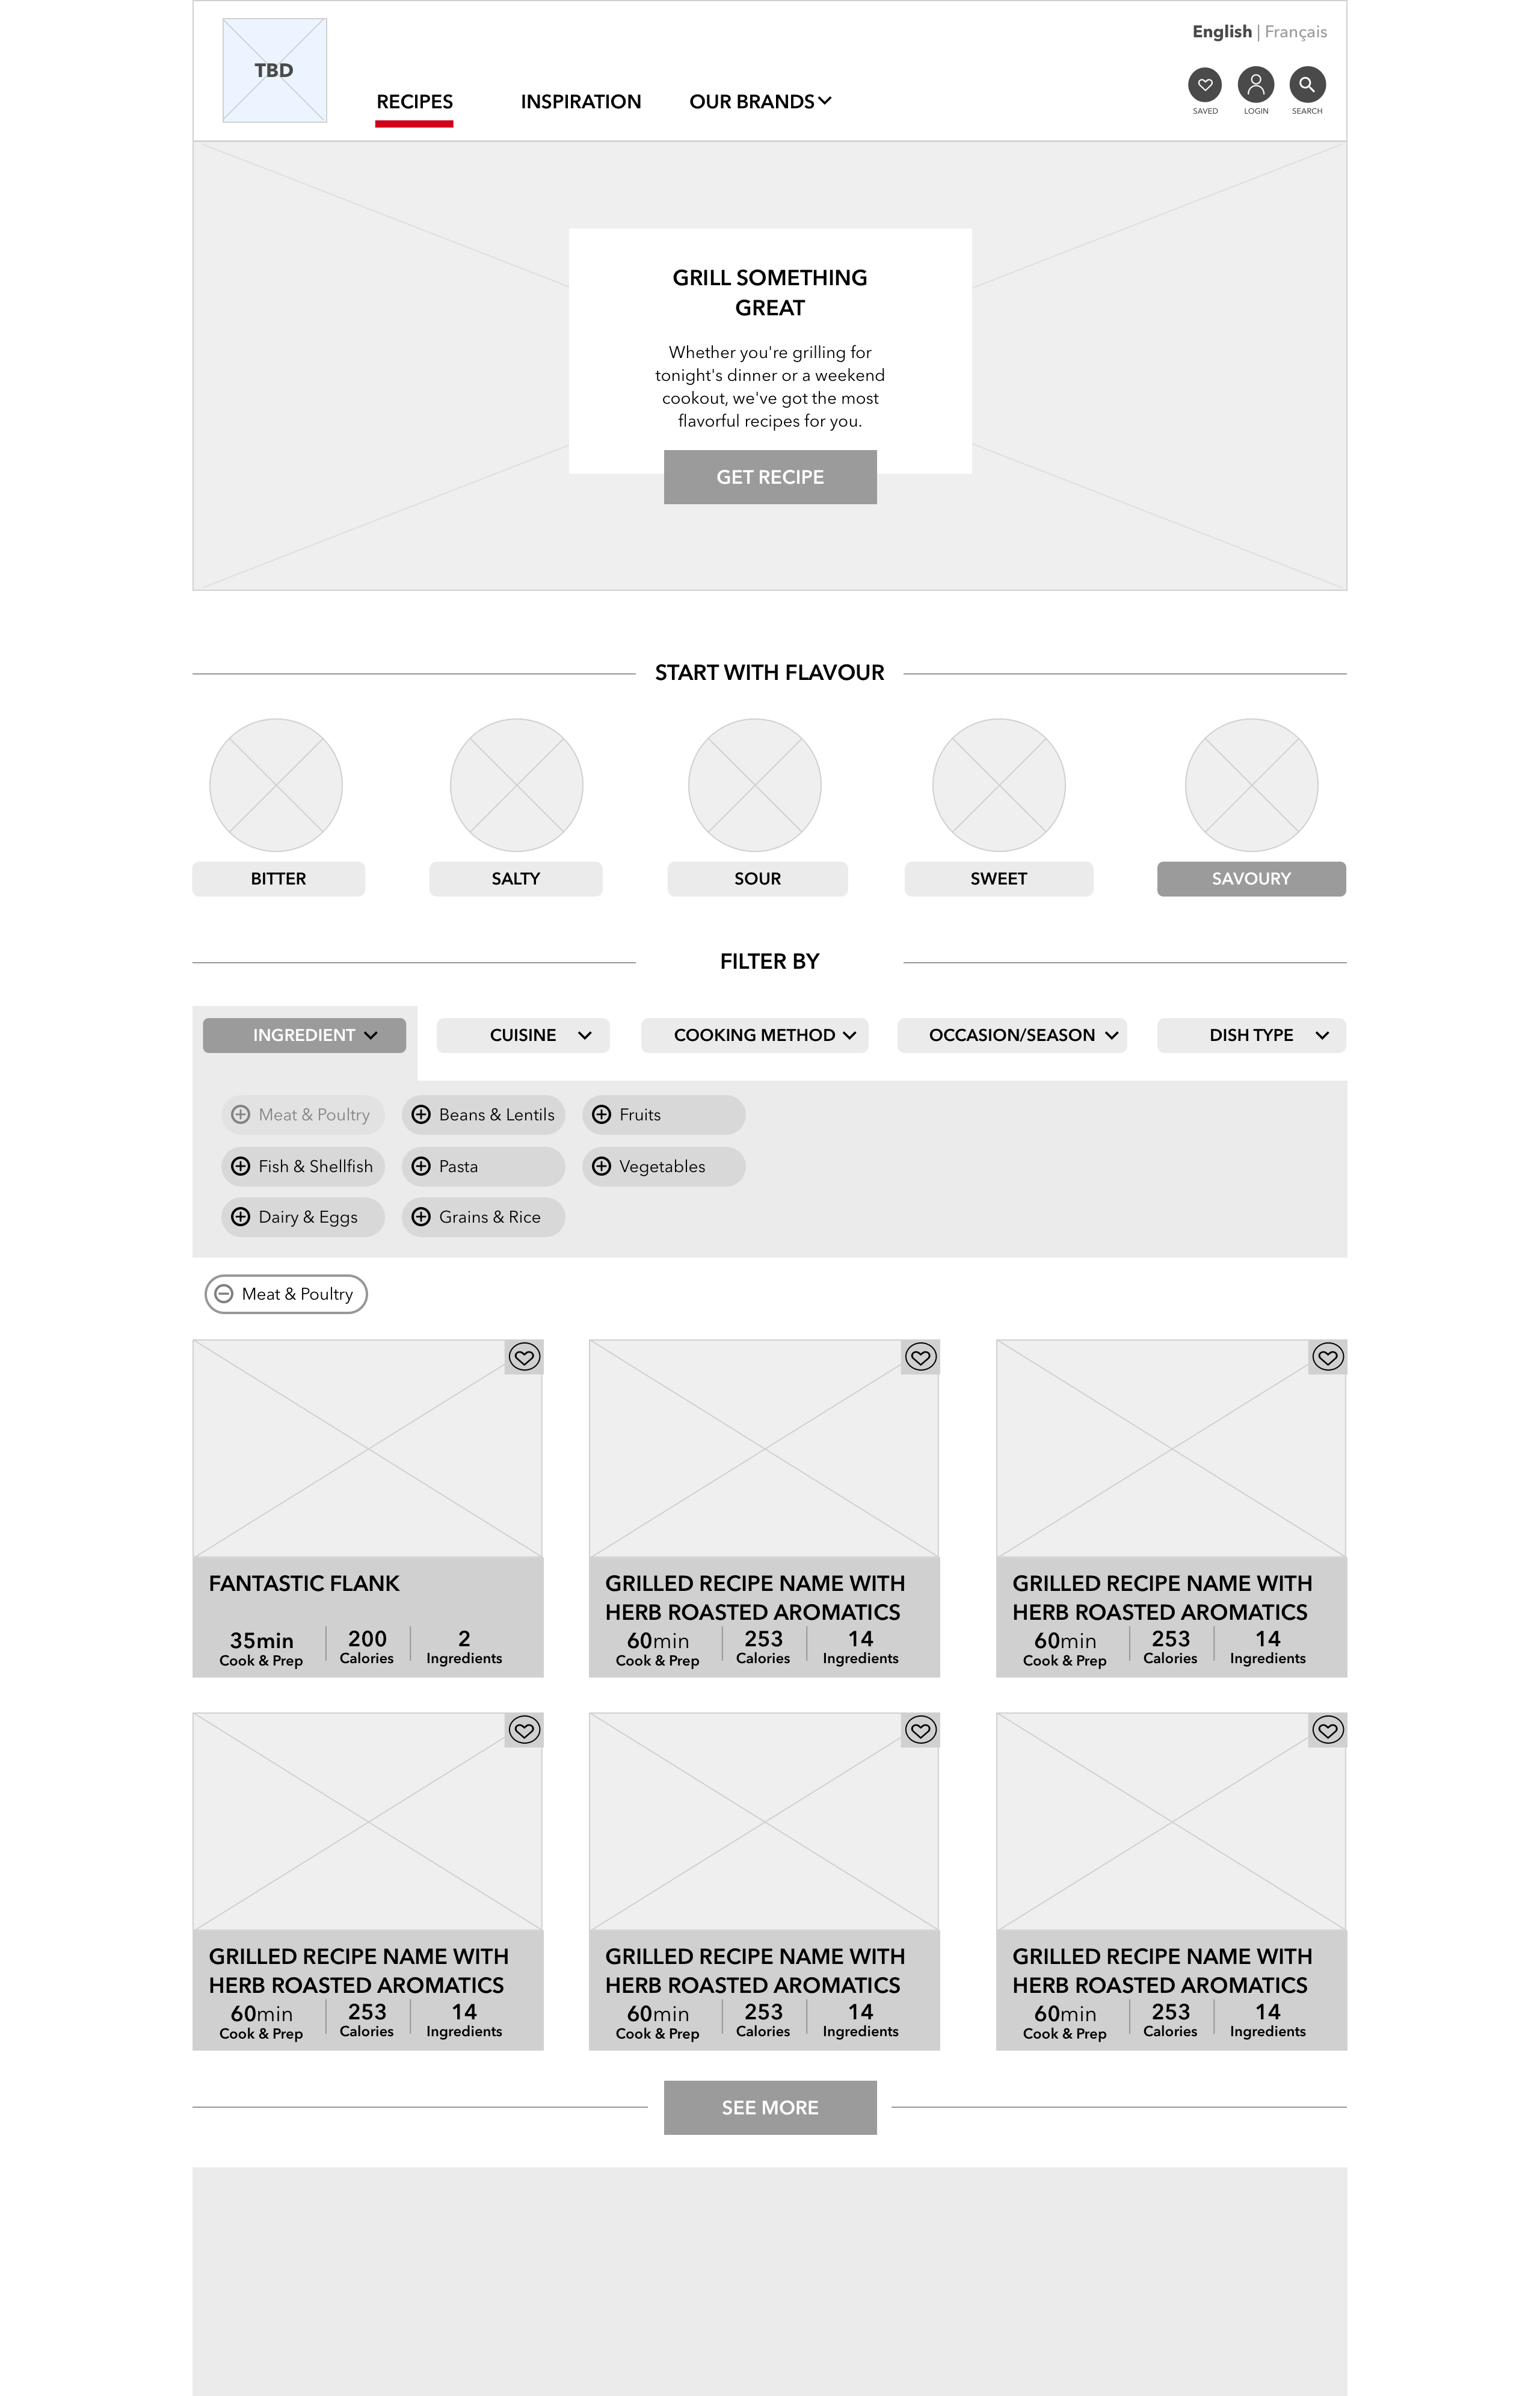 English | Français
TBD
RECIPES
INSPIRATION
OUR BRANDS
SAVED
LOGIN
SEARCH
GRILL SOMETHING
GREAT
Whether you're grilling for
tonight's dinner or a weekend
cookout, we've got the most
flavorful recipes for you.
GET RECIPE
START WITH FLAVOUR
BITTER
SALTY
SOUR
SWEET
SAVOURY
FILTER BY
INGREDIENT
CUISINE
COOKING METHOD
OCCASION/SEASON
DISH TYPE
Meat & Poultry
Beans & Lentils
Fruits
Fish & Shellfish
Pasta
Vegetables
Dairy & Eggs
Grains & Rice
Meat & Poultry
FANTASTIC FLANK
35min
Cook & Prep
200
Calories
2
Ingredients
GRILLED RECIPE NAME WITH
HERB ROASTED AROMATICS
60min
Cook & Prep
253
Calories
14
Ingredients
GRILLED RECIPE NAME WITH
HERB ROASTED AROMATICS
60min
Cook & Prep
253
Calories
14
Ingredients
GRILLED RECIPE NAME WITH
HERB ROASTED AROMATICS
60min
Cook & Prep
253
Calories
14
Ingredients
GRILLED RECIPE NAME WITH
HERB ROASTED AROMATICS
60min
Cook & Prep
253
Calories
14
Ingredients
GRILLED RECIPE NAME WITH
HERB ROASTED AROMATICS
60min
Cook & Prep
253
Calories
14
Ingredients
SEE MORE